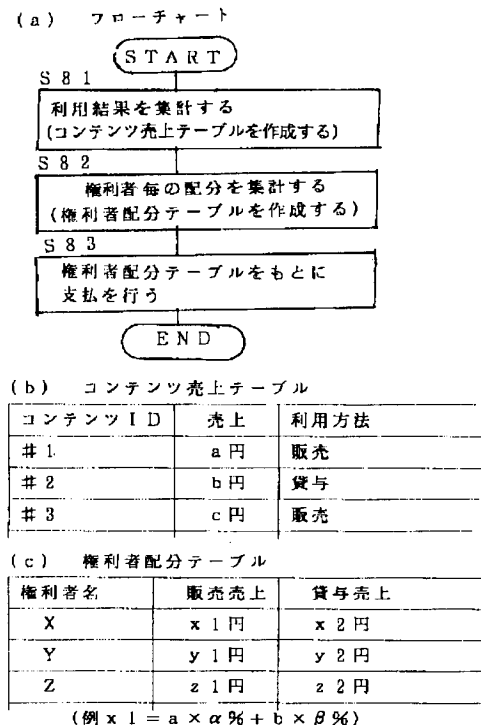 (a) フローチャート
START
S81
利用結果を集計する
(コンテンツ売上テーブルを作成する)
S82
権利者毎の配分を集計する
(権利者配分テーブルを作成する)
S83
権利者配分テーブルをもとに
支払を行う
END
(b) コンテンツ売上テーブル
コンテンツID 売上 利用方法
#1 a円 販売
#2 b円 貸与
#3 c円 販売
(c) 権利者配分テーブル
権利者名 販売売上 貸与売上
X x1円 x2円
Y y1円 y2円
Z z1円 z2円
(例 x1=a×α%+b×β%)